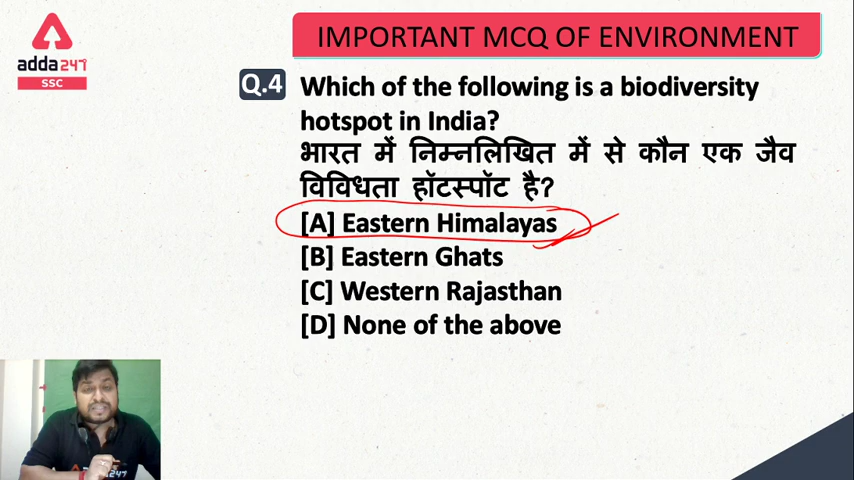 adda247
SSC
IMPORTANT MCQ OF ENVIRONMENT
Q.4 Which of the following is a biodiversity
hotspot in India?
भारत में निम्नलिखित में से कौन एक जैव
विविधता हॉटस्पॉट है?
[A] Eastern Himalayas
[B] Eastern Ghats
[C] Western Rajasthan
[D] None of the above